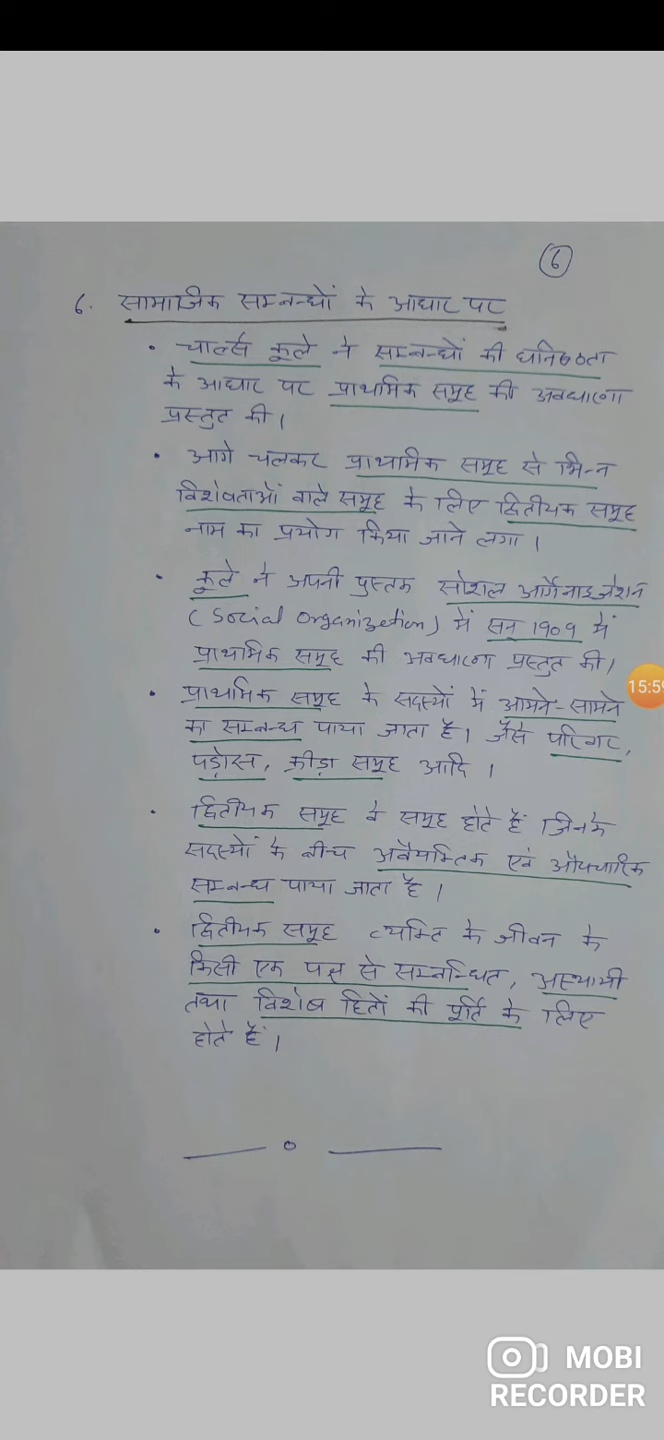 6
6. सामाजिक सम्बन्धों के आधार पर
• चार्ल्स कूले ने सम्बन्धों की घनिष्ठता
के आधार पर प्राथमिक समूह की अवधारणा
प्रस्तुत की।
• आगे चलकर प्राथमिक समूह से भिन्न
विशेषताओं वाले समूह के लिए द्वितीयक समूह
नाम का प्रयोग किया जाने लगा।
• कूले ने अपनी पुस्तक सोशल आर्गेनाइजेशन
(Social Organization) में सन् 1909 में
प्राथमिक समूह की अवधारणा प्रस्तुत की।
• प्राथमिक समूह के सदस्यों में आमने-सामने
का सम्बन्ध पाया जाता है। जैसे परिवार,
पड़ोस, क्रीड़ा समूह आदि।
• द्वितीयक समूह वे समूह होते हैं जिनके
सदस्यों के बीच अवैयक्तिक एवं औपचारिक
सम्बन्ध पाया जाता है।
• द्वितीयक समूह व्यक्ति के जीवन के
किसी एक पक्ष से सम्बन्धित, अस्थायी
तथा विशेष हितों की पूर्ति के लिए
होते हैं।
15:59
MOBI
RECORDER